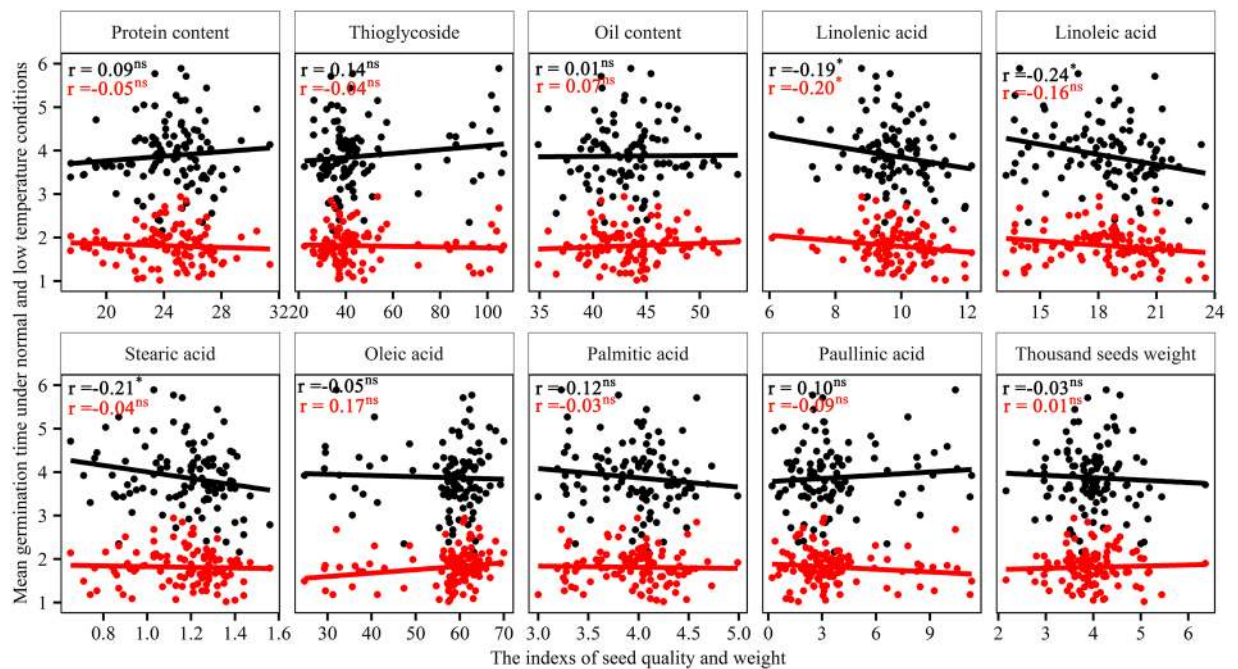 Protein content
Thioglycoside
Oil content
Linolenic acid
Linoleic acid
r = 0.09ns
r =-0.05ns
r = 0.14ns
r =-0.04ns
r = 0.01ns
r = 0.07ns
r =-0.19*
r =-0.20*
r =-0.24*
r =-0.16ns
6
5
4
3
2
1
20 24 28 32
20 40 60 80 100
35 40 45 50
6 8 10 12
15 18 21 24
Stearic acid
Oleic acid
Palmitic acid
Paullinic acid
Thousand seeds weight
r =-0.21*
r =-0.04ns
r =-0.05ns
r = 0.17ns
r =-0.12ns
r =-0.03ns
r = 0.10ns
r =-0.09ns
r =-0.03ns
r = 0.01ns
6
5
4
3
2
1
0.8 1.0 1.2 1.4 1.6
30 40 50 60 70
3.0 3.5 4.0 4.5 5.0
0 3 6 9
2 3 4 5 6
Mean germination time under normal and low temperature conditions
The indexs of seed quality and weight